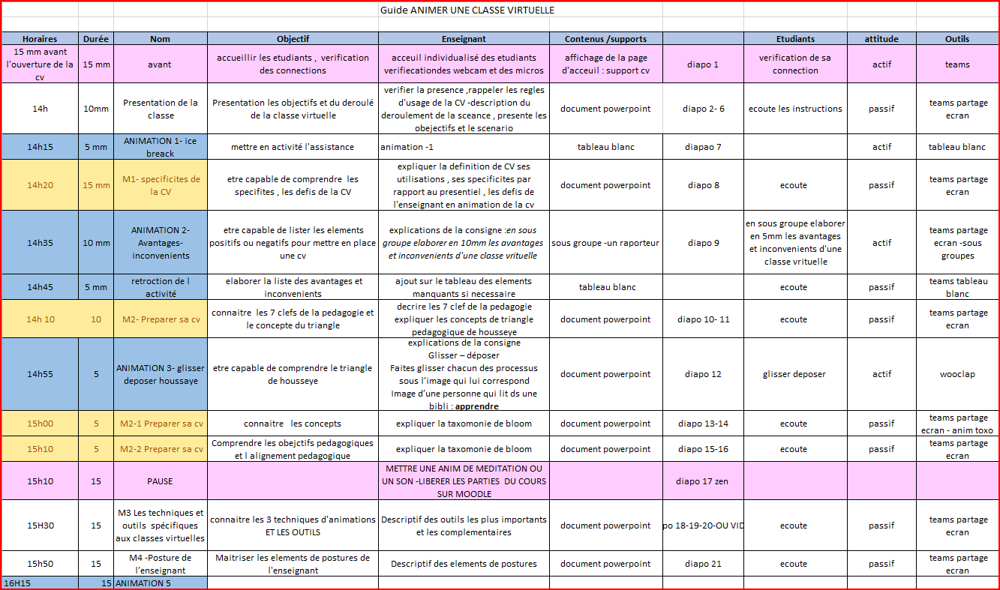 Guide ANIMER UNE CLASSE VIRTUELLE
Horaires Durée Nom Objectif Enseignant Contenus /supports Etudiants attitude Outils
15 mm avant
l'ouverture de la
cv
15 mm
avant
accueillir les etudiants , verification
des connections
acceuil individualisé des etudiants
verifiecationdes webcam et des micros
affichage de la page
d'acceuil : support cv
diapo 1
verification de sa
connection
actif
teams
14h
10mm
Presentation de la
classe
Presentation les objectifs et du deroulé
de la classe virtuelle
verifier la presence ,rappeler les regles
d'usage de la CV -description du
deroulement de la sceance , presente les
obejectifs et le scenario
document powerpoint
diapo 2- 6
ecoute les instructions
passif
teams partage
ecran
14h15
5 mm
ANIMATION 1- ice
breack
mettre en activité l'assistance
animation -1
tableau blanc
diapao 7
actif
tableau blanc
14h20
15 mm
M1- specificites de
la CV
etre capable de comprendre les
specifites , les defis de la CV
expliquer la definition de CV ses
utilisations , ses specificites par
rapport au presentiel , les defis de
l'enseignant en animation de la cv
document powerpoint
diapo 8
ecoute
passif
teams partage
ecran
14h35
10 mm
ANIMATION 2-
Avantages-
inconvenients
etre capable de lister les elements
positifs ou negatifs pour mettre en place
une cv
explications de la consigne :en sous
groupe elaborer en 10mm les avantages
et inconvenients d'une classe vrituelle
sous groupe -un raporteur
diapo 9
en sous groupe elaborer
en 5mm les avantages
et inconvenients d'une
classe vrituelle
actif
teams partage
ecran -sous
groupes
14h45
5 mm
retroction de l
activité
elaborer la liste des avantages et
inconvenients
ajout sur le tableau des elements
manquants si necessaire
tableau blanc
ecoute
passif
teams tableau
blanc
14h 10
10
M2- Preparer sa cv
connaitre les 7 clefs de la pedagogie et
le concepte du triangle
decrire les 7 clef de la pedagogie
expliquer les concepts de triangle
pedagogique de housseye
document powerpoint
diapo 10- 11
ecoute
passif
teams partage
ecran
14h55
5
ANIMATION 3- glisser
deposer houssaye
etre capable de comprendre le triangle
de housseye
explications de la consigne
Glisser – déposer
Faites glisser chacun des processus
sous l’image qui lui correspond
Image d’une personne qui lit ds une
bibli : apprendre
document powerpoint
diapo 12
glisser deposer
actif
wooclap
15h00
5
M2-1 Preparer sa cv
connaitre les concepts
expliquer la taxomonie de bloom
document powerpoint
diapo 13-14
ecoute
passif
teams partage
ecran - anim toxo
15h10
5
M2-2 Preparer sa cv
Comprendre les obejctifs pedagogiques
et l alignement pedagogique
expliquer la taxomonie de bloom
document powerpoint
diapo 15-16
ecoute
passif
teams partage
ecran
15h10
15
PAUSE
METTRE UNE ANIM DE MEDITATION OU
UN SON -LIBERER LES PARTIES DU COURS
SUR MOODLE
diapo 17 zen
15H30
15
M3 Les techniques et
outils spécifiques
aux classes virtuelles
connaitre les 3 techniques d'animations
ET LES OUTILS
Descriptif des outils les plus importants
et les complementaires
document powerpoint
po 18-19-20-OU VID
ecoute
passif
teams partage
ecran
15h50
15
M4 -Posture de
l’enseignant
Maitriser les elements de postures de
l'enseignant
Descriptif des elements de postures
document powerpoint
diapo 21
ecoute
passif
teams partage
ecran
16H15
15
ANIMATION 5